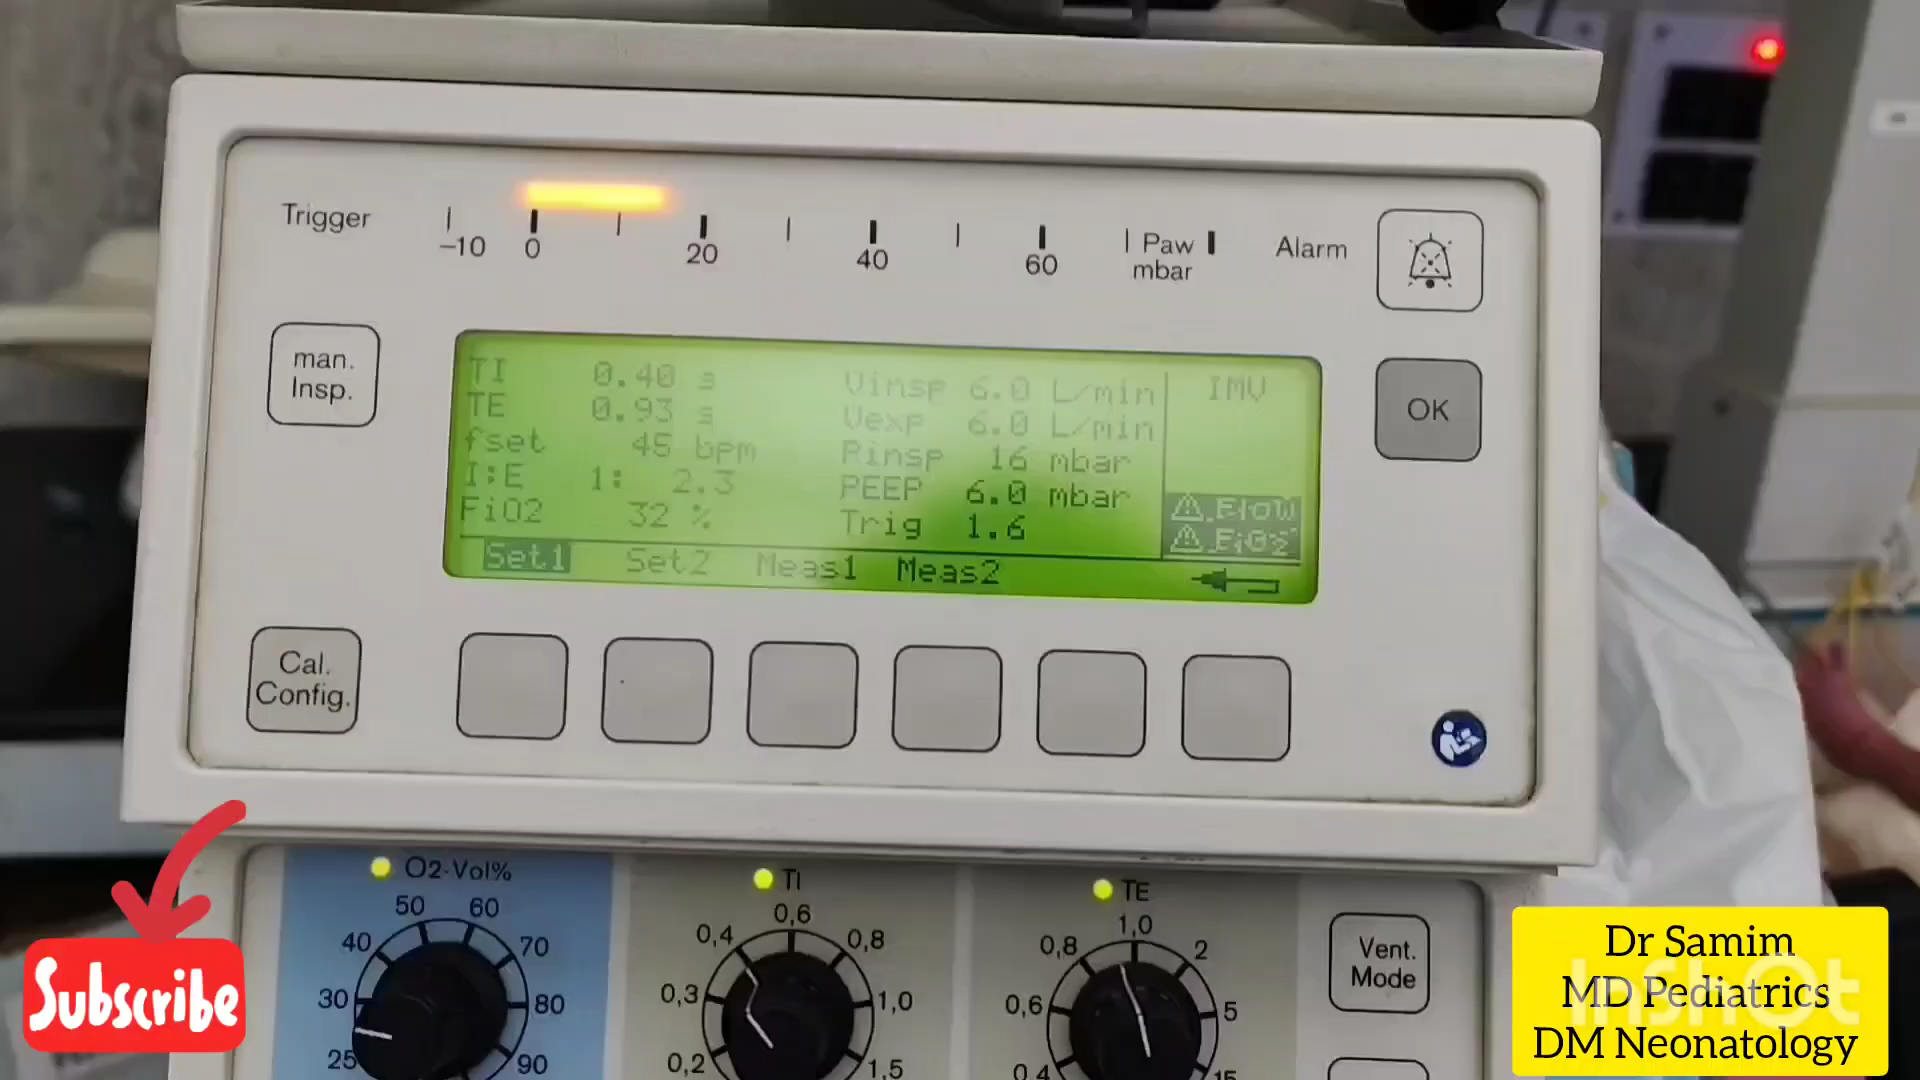 Trigger
–10 0 20 40 60 Paw mbar Alarm
man. Insp.
TI 0.40 s Vinsp 6.0 L/min IMV
TE 0.93 s Vexp 6.0 L/min
fset 45 bpm Pinsp 16 mbar
I:E 1: 2.3 PEEP 6.0 mbar
FiO2 32 % Trig 1.6
Flow
FiO2
Set1 Set2 Meas1 Meas2
OK
Cal. Config.
O2-Vol%
25 30 40 50 60 70 80 90
TI
0,2 0,3 0,4 0,6 0,8 1,0 1,5
TE
0,4 0,6 0,8 1,0 2 5 15
Vent. Mode
Subscribe
Dr Samim
MD Pediatrics
DM Neonatology
InShOt